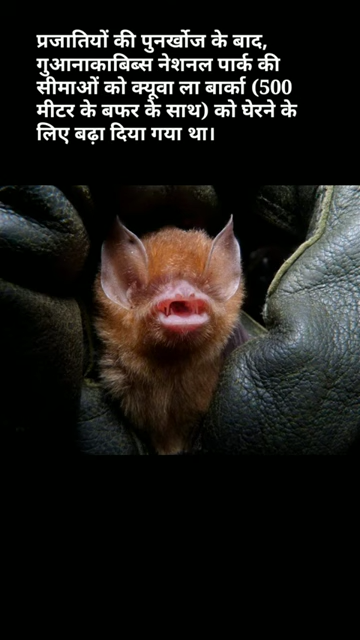 प्रजातियों की पुनर्खोज के बाद,
गुआनाकाबिब्स नेशनल पार्क की
सीमाओं को क्यूवा ला बार्का (500
मीटर के बफर के साथ) को घेरने के
लिए बढ़ा दिया गया था।